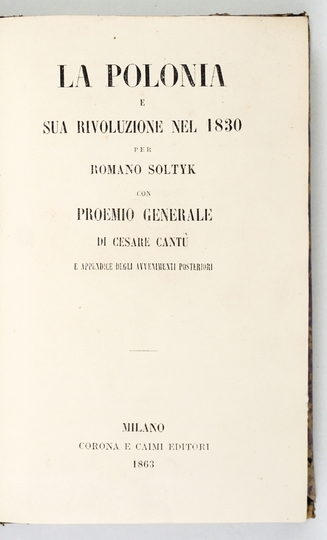 LA POLONIA
E
SUA RIVOLUZIONE NEL 1830
PER
ROMANO SOLTYK
CON
PROEMIO GENERALE
DI CESARE CANTÙ
E APPENDICE DEGLI AVVENIMENTI POSTERIORI
MILANO
CORONA E CAIMI EDITORI
1863